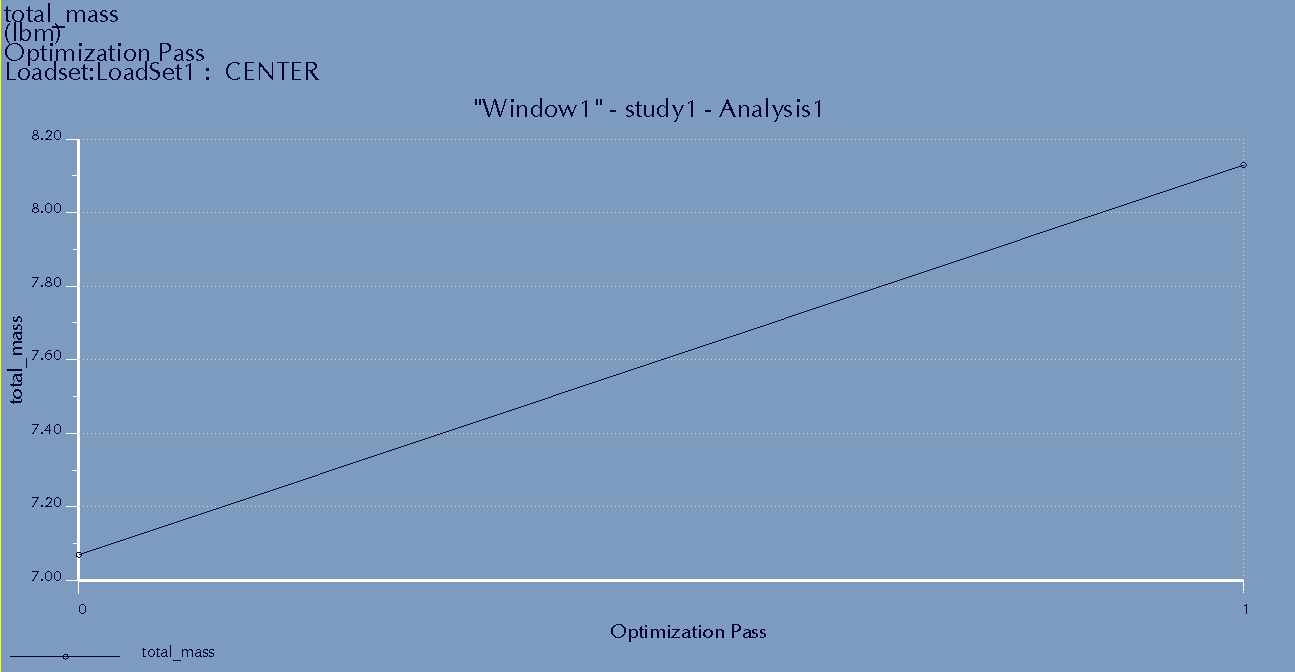 total_mass
(lbm)
Optimization Pass
Loadset:LoadSet1 : CENTER
"Window1" - study1 - Analysis1
8.20
8.00
7.80
7.60
7.40
7.20
7.00
total_mass
0
1
Optimization Pass
total_mass